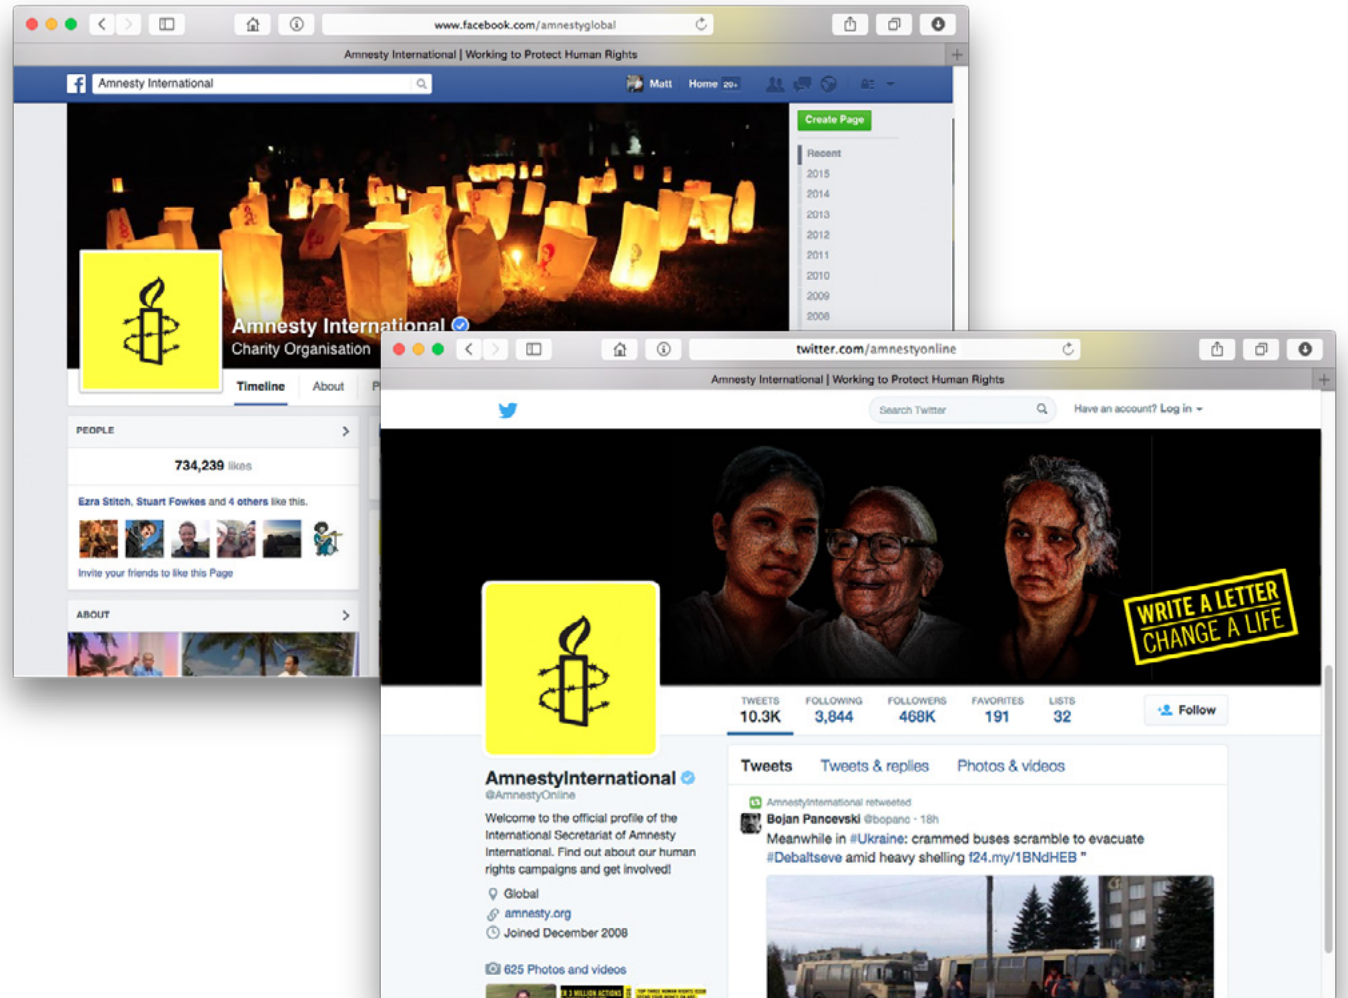 www.facebook.com/amnestyglobal
Amnesty International | Working to Protect Human Rights
Amnesty International
Matt Home 20+
Create Page
Recent
2015
2014
2013
2012
2011
2010
2009
2008
Amnesty International
Charity Organisation
Timeline About P
PEOPLE
734,239 likes
Ezra Stitch, Stuart Fowkes and 4 others like this.
Invite your friends to like this Page
ABOUT
twitter.com/amnestyonline
Amnesty International | Working to Protect Human Rights
Search Twitter
Have an account? Log in
WRITE A LETTER
CHANGE A LIFE
TWEETS FOLLOWING FOLLOWERS FAVORITES LISTS
10.3K 3,844 468K 191 32
Follow
AmnestyInternational
@AmnestyOnline
Welcome to the official profile of the
International Secretariat of Amnesty
International. Find out about our human
rights campaigns and get involved!
Global
amnesty.org
Joined December 2008
625 Photos and videos
Tweets Tweets & replies Photos & videos
AmnestyInternational retweeted
Bojan Pancevski @bopanc · 18h
Meanwhile in #Ukraine: crammed buses scramble to evacuate
#Debaltseve amid heavy shelling f24.my/1BNdHEB "